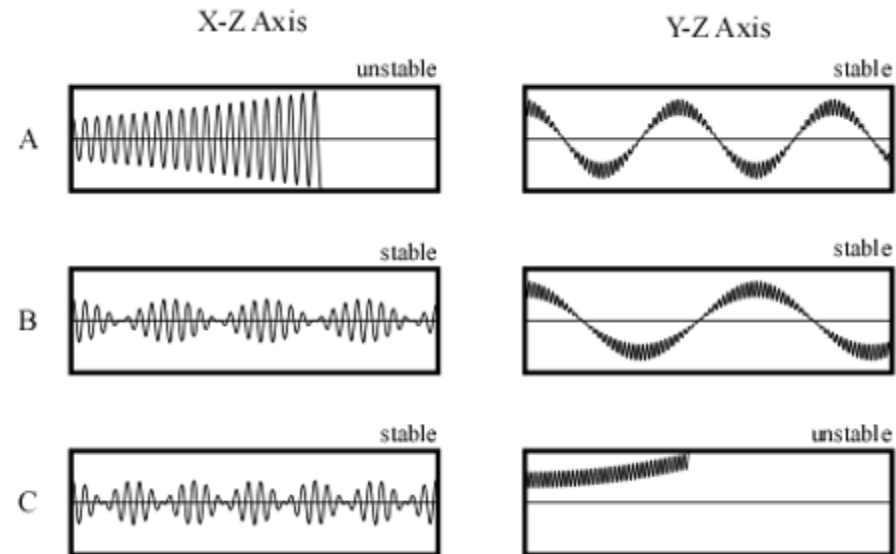 X-Z Axis
Y-Z Axis
unstable
stable
A
stable
stable
B
stable
unstable
C